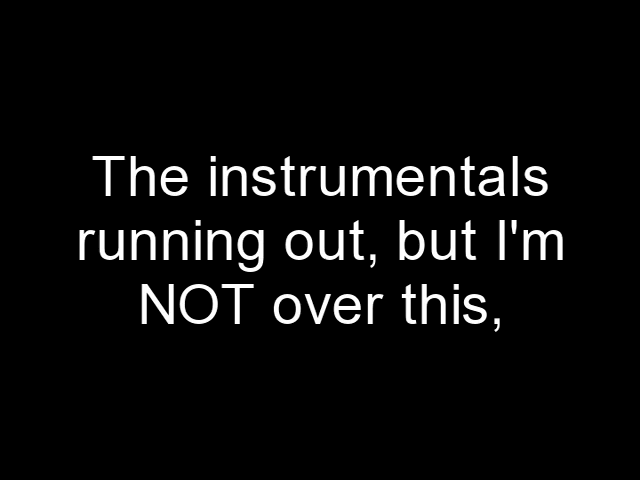 The instrumentals
running out, but I'm
NOT over this,